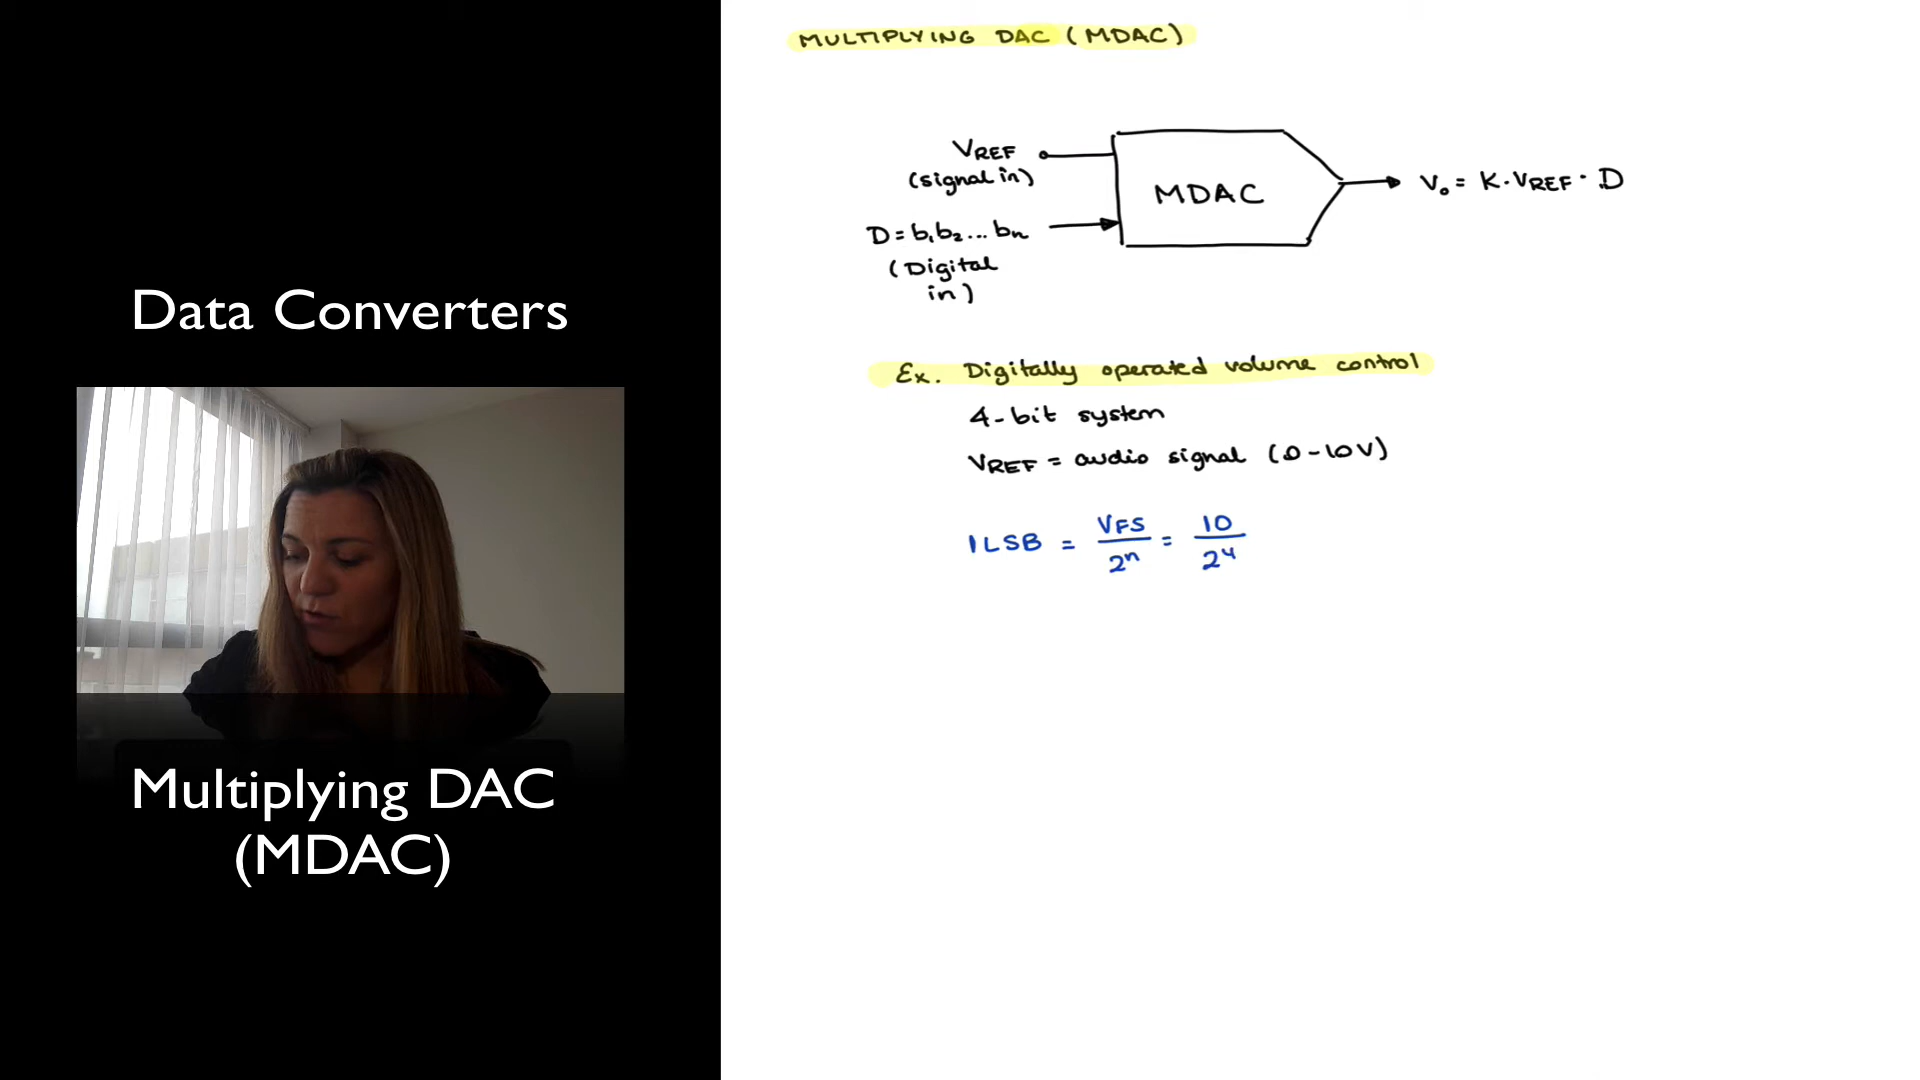 Data Converters
Multiplying DAC
(MDAC)
MULTIPLYING DAC (MDAC)
VREF
(signal in)
D = b1b2...bn
(Digital
in)
MDAC
Vo = K·VREF·D
Ex. Digitally operated volume control
4-bit system
VREF = audio signal (0-10V)
1LSB = VFS/2^n = 10/2^4